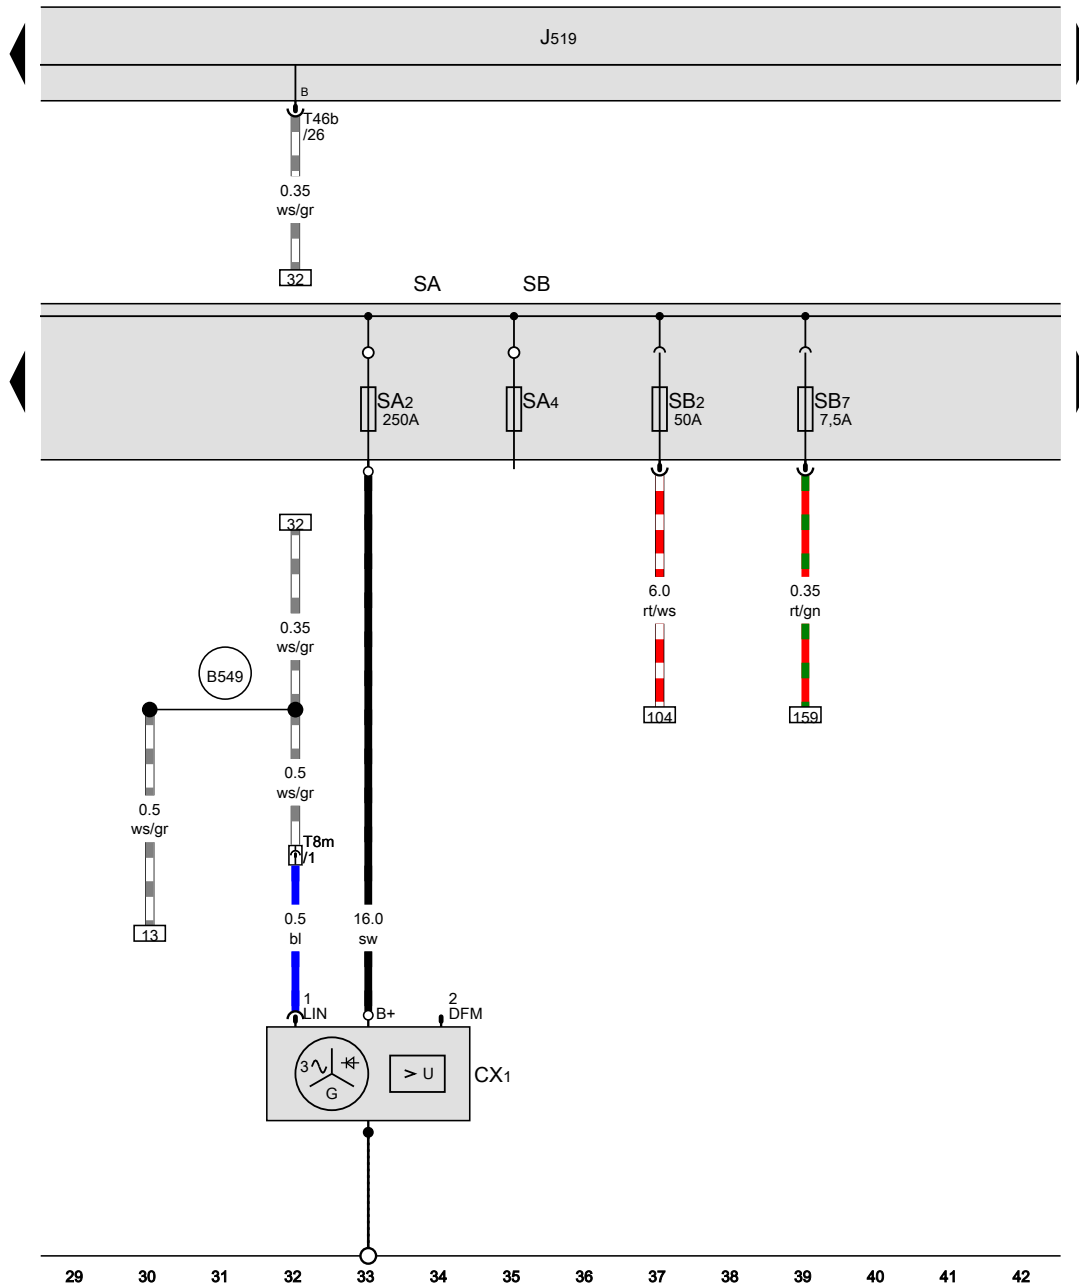 J519
B
T46b
/26
0.35
ws/gr
32
SA
SB
SA2
250A
SA4
SB2
50A
SB7
7,5A
32
0.35
ws/gr
6.0
rt/ws
0.35
rt/gn
B549
104
159
0.5
ws/gr
0.5
ws/gr
T8m
/1
0.5
bl
16.0
sw
13
1
LIN
B+
2
DFM
3
G
> U
CX1
29 30 31 32 33 34 35 36 37 38 39 40 41 42